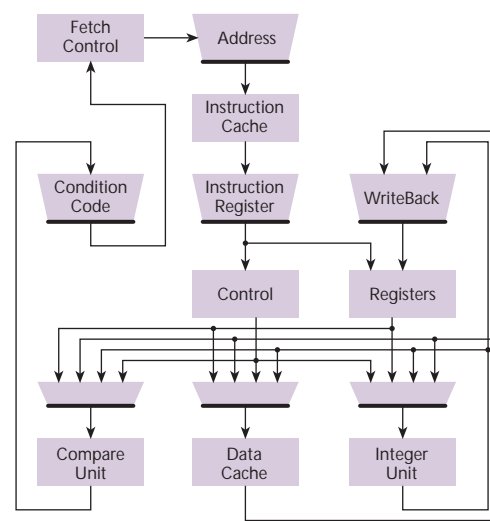 Fetch
Control
Address
Instruction
Cache
Condition
Code
Instruction
Register
WriteBack
Control
Registers
Compare
Unit
Data
Cache
Integer
Unit